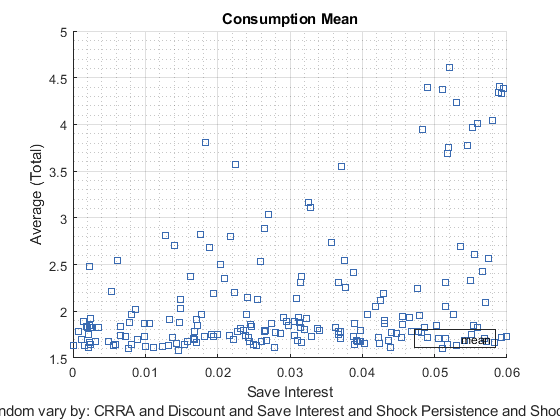 Consumption Mean
5
4.5
4
3.5
3
2.5
2
1.5
Average (Total)
0 0.01 0.02 0.03 0.04 0.05 0.06
mean
Save Interest
vary by: CRRA and Discount and Save Interest and Shock Persistence and